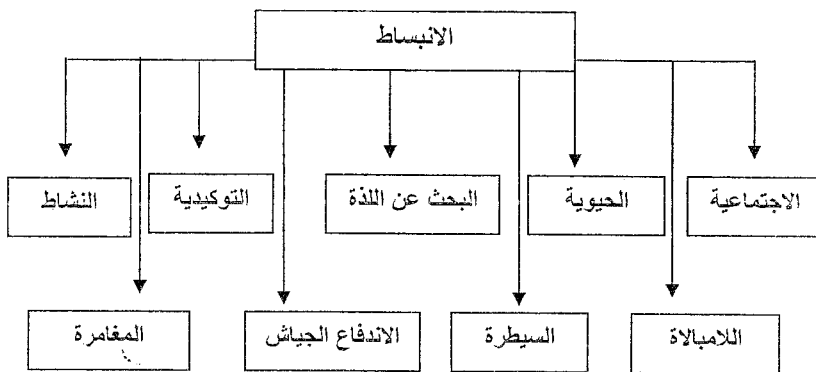 الانبساط
الاجتماعية
الحيوية
البحث عن اللذة
التوكيدية
النشاط
اللامبالاة
السيطرة
الاندفاع الجياش
المغامرة